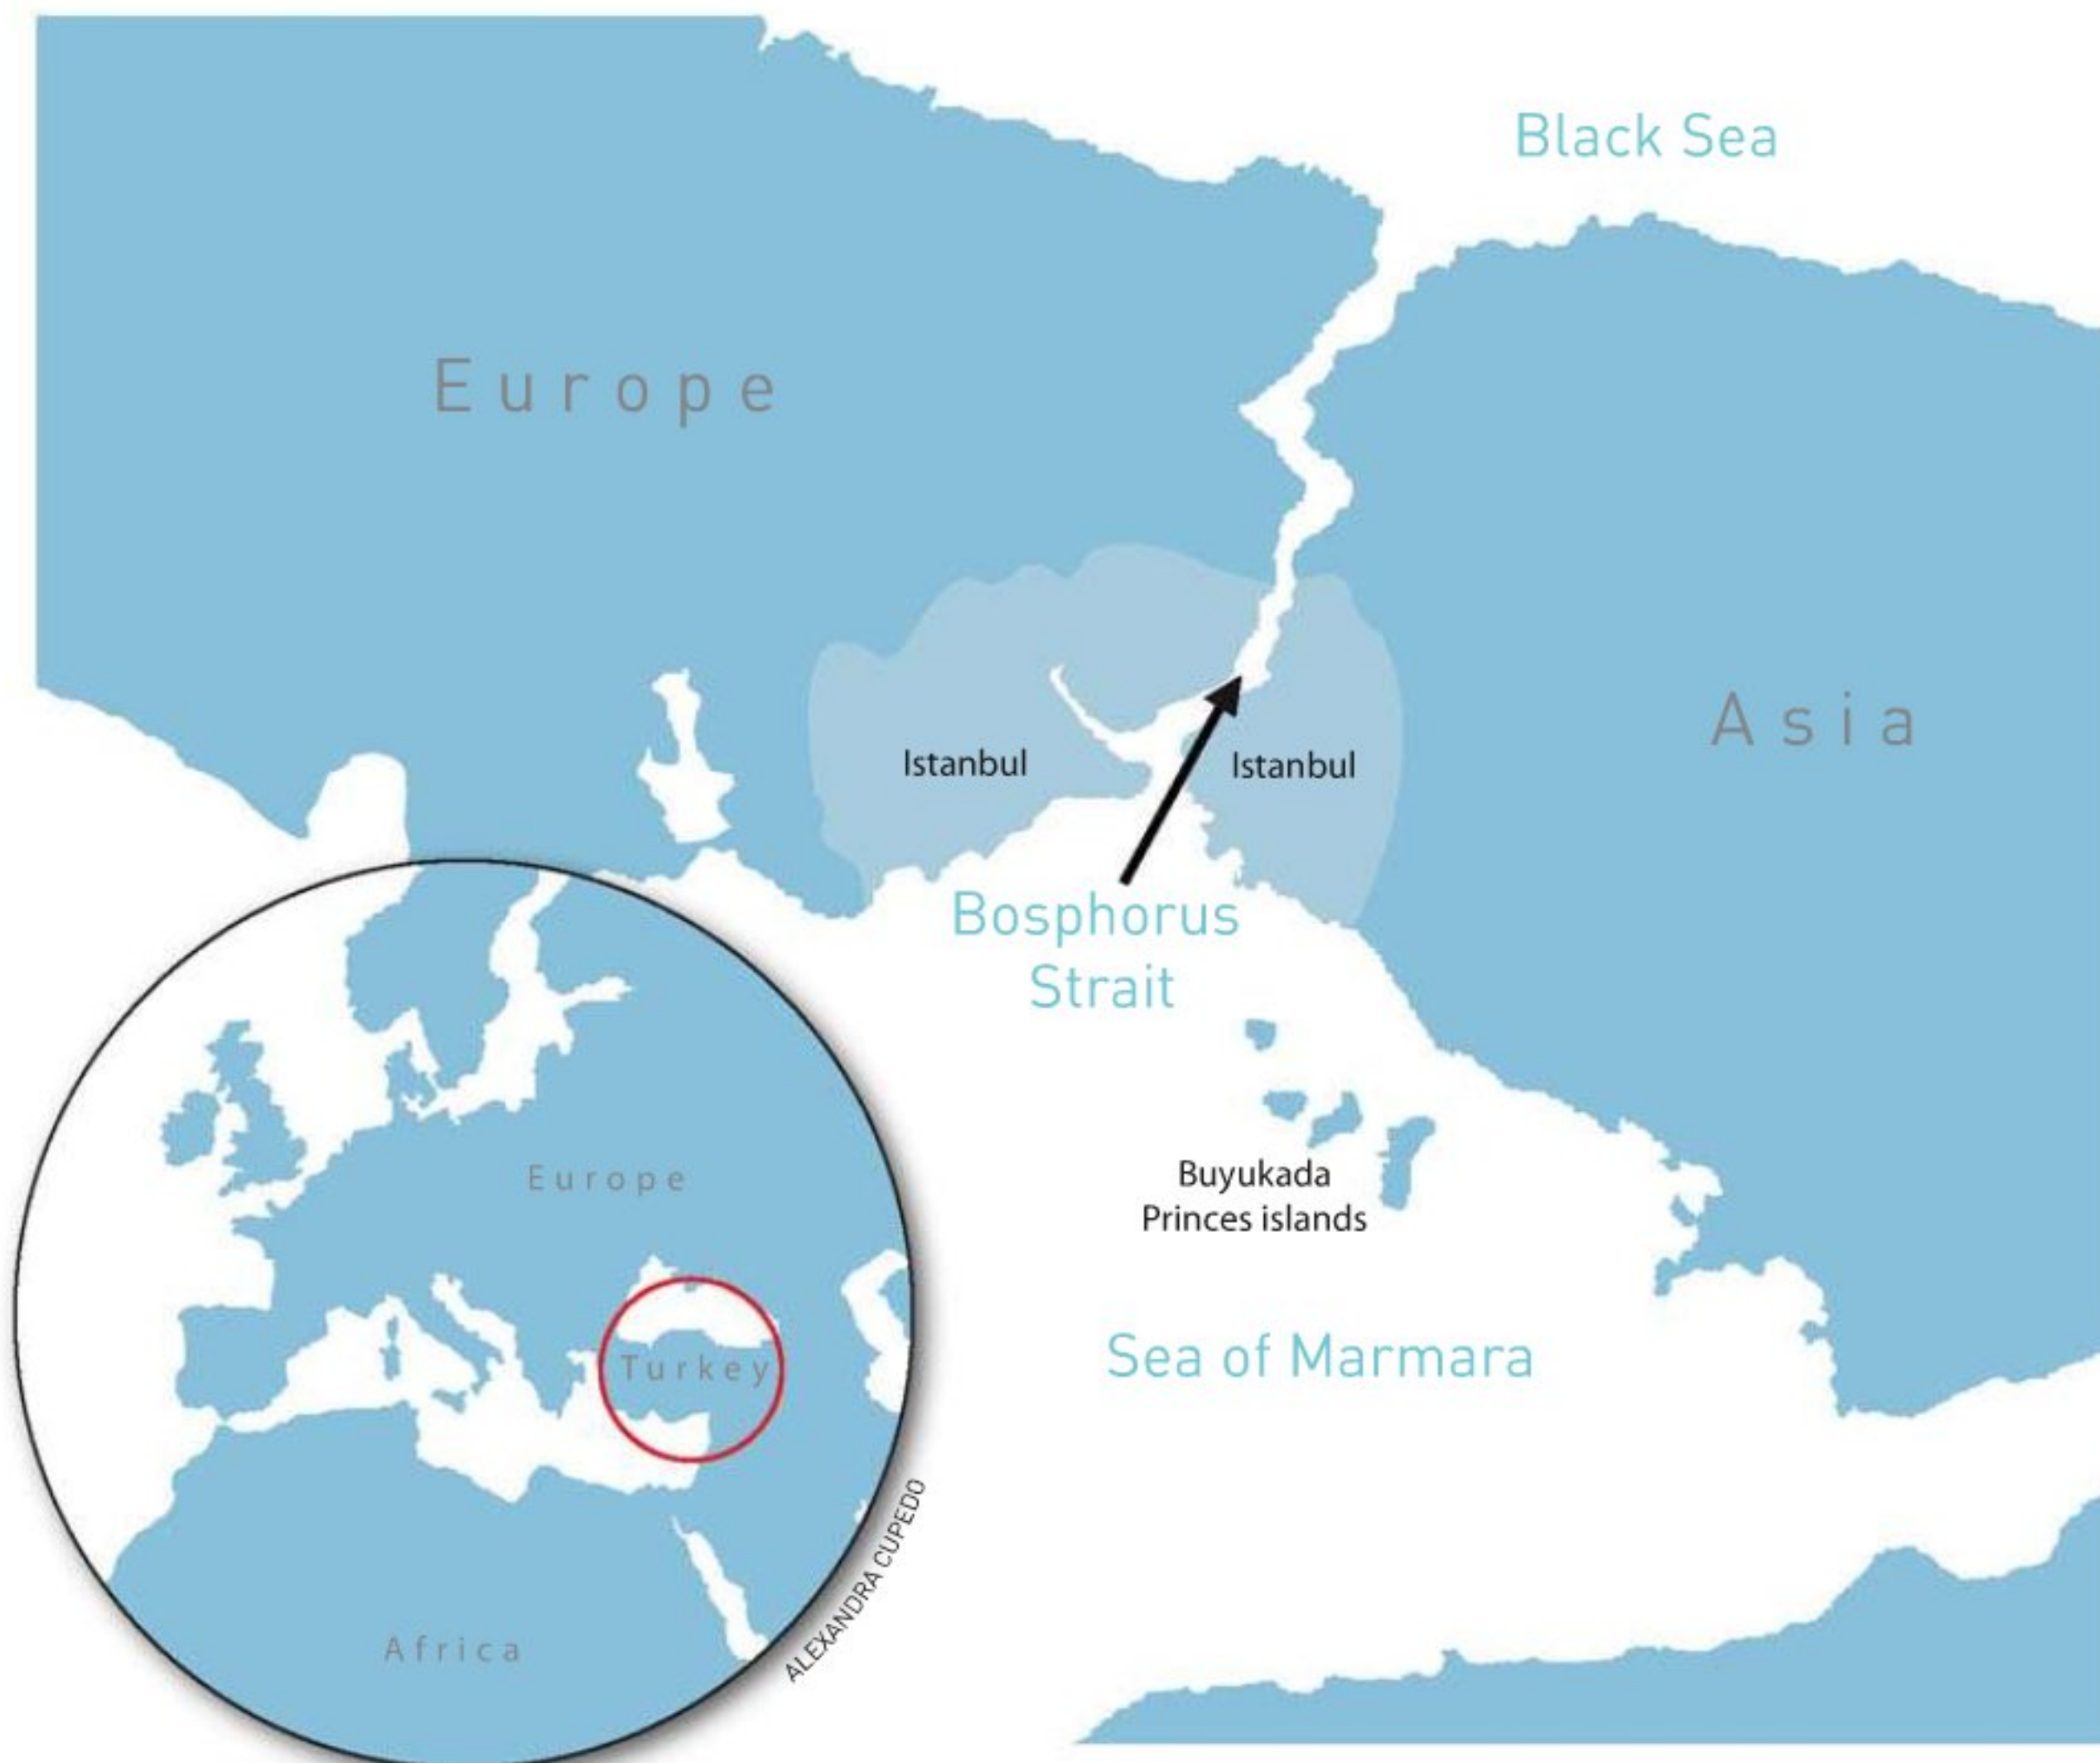 Black Sea
Europe
Asia
Istanbul
Istanbul
Bosphorus
Strait
Buyukada
Princes islands
Sea of Marmara
Europe
Turkey
Africa
ALEXANDRA CUPEDO